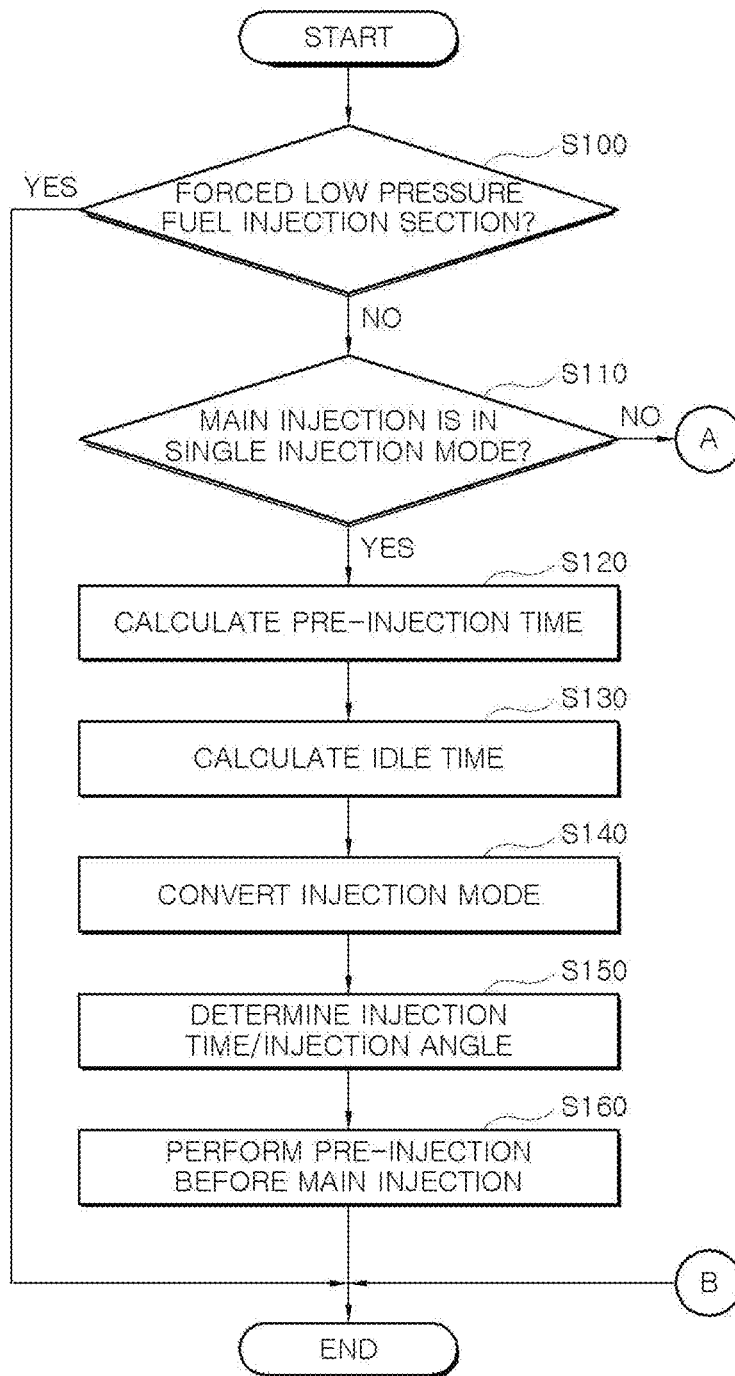 START
S100
YES
FORCED LOW PRESSURE
FUEL INJECTION SECTION?
NO
S110
MAIN INJECTION IS IN
SINGLE INJECTION MODE?
NO
A
YES
S120
CALCULATE PRE-INJECTION TIME
S130
CALCULATE IDLE TIME
S140
CONVERT INJECTION MODE
S150
DETERMINE INJECTION
TIME/INJECTION ANGLE
S160
PERFORM PRE-INJECTION
BEFORE MAIN INJECTION
B
END